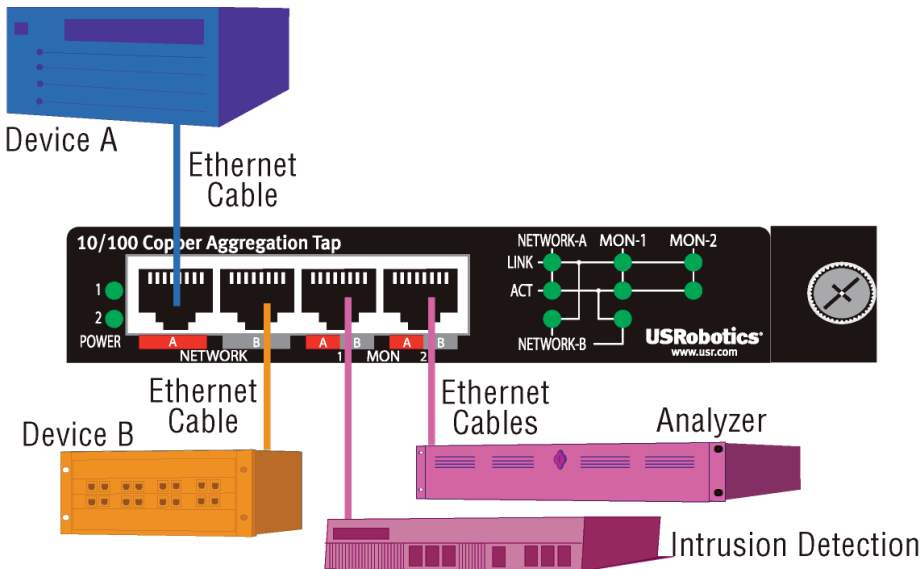 Device A
Ethernet
Cable
10/100 Copper Aggregation Tap
NETWORK-A MON-1 MON-2
LINK
ACT
1
2
POWER
A B A B A B
NETWORK 1 MON 2
NETWORK-B
USRobotics®
www.usr.com
Ethernet
Cable
Ethernet
Cables
Device B
Analyzer
Intrusion Detection